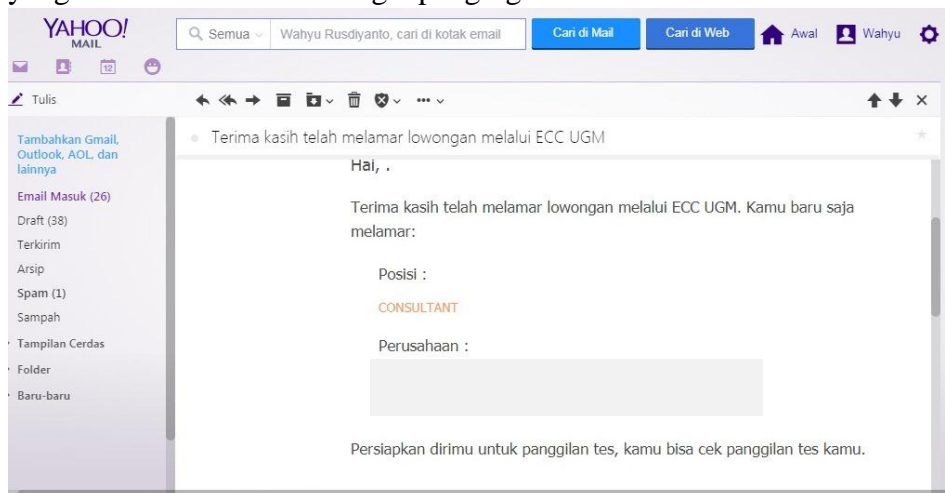 YAHOO!
MAIL
Semua
Wahyu Rusdiyanto, cari di kotak email
Cari di Mail
Cari di Web
Awal
Wahyu
12
Tulis
Tambahkan Gmail,
Outlook, AOL, dan
lainnya
Email Masuk (26)
Draft (38)
Terkirim
Arsip
Spam (1)
Sampah
Tampilan Cerdas
Folder
Baru-baru
Terima kasih telah melamar lowongan melalui ECC UGM
Hai, .
Terima kasih telah melamar lowongan melalui ECC UGM. Kamu baru saja
melamar:
Posisi :
CONSULTANT
Perusahaan :
Persiapkan dirimu untuk panggilan tes, kamu bisa cek panggilan tes kamu.